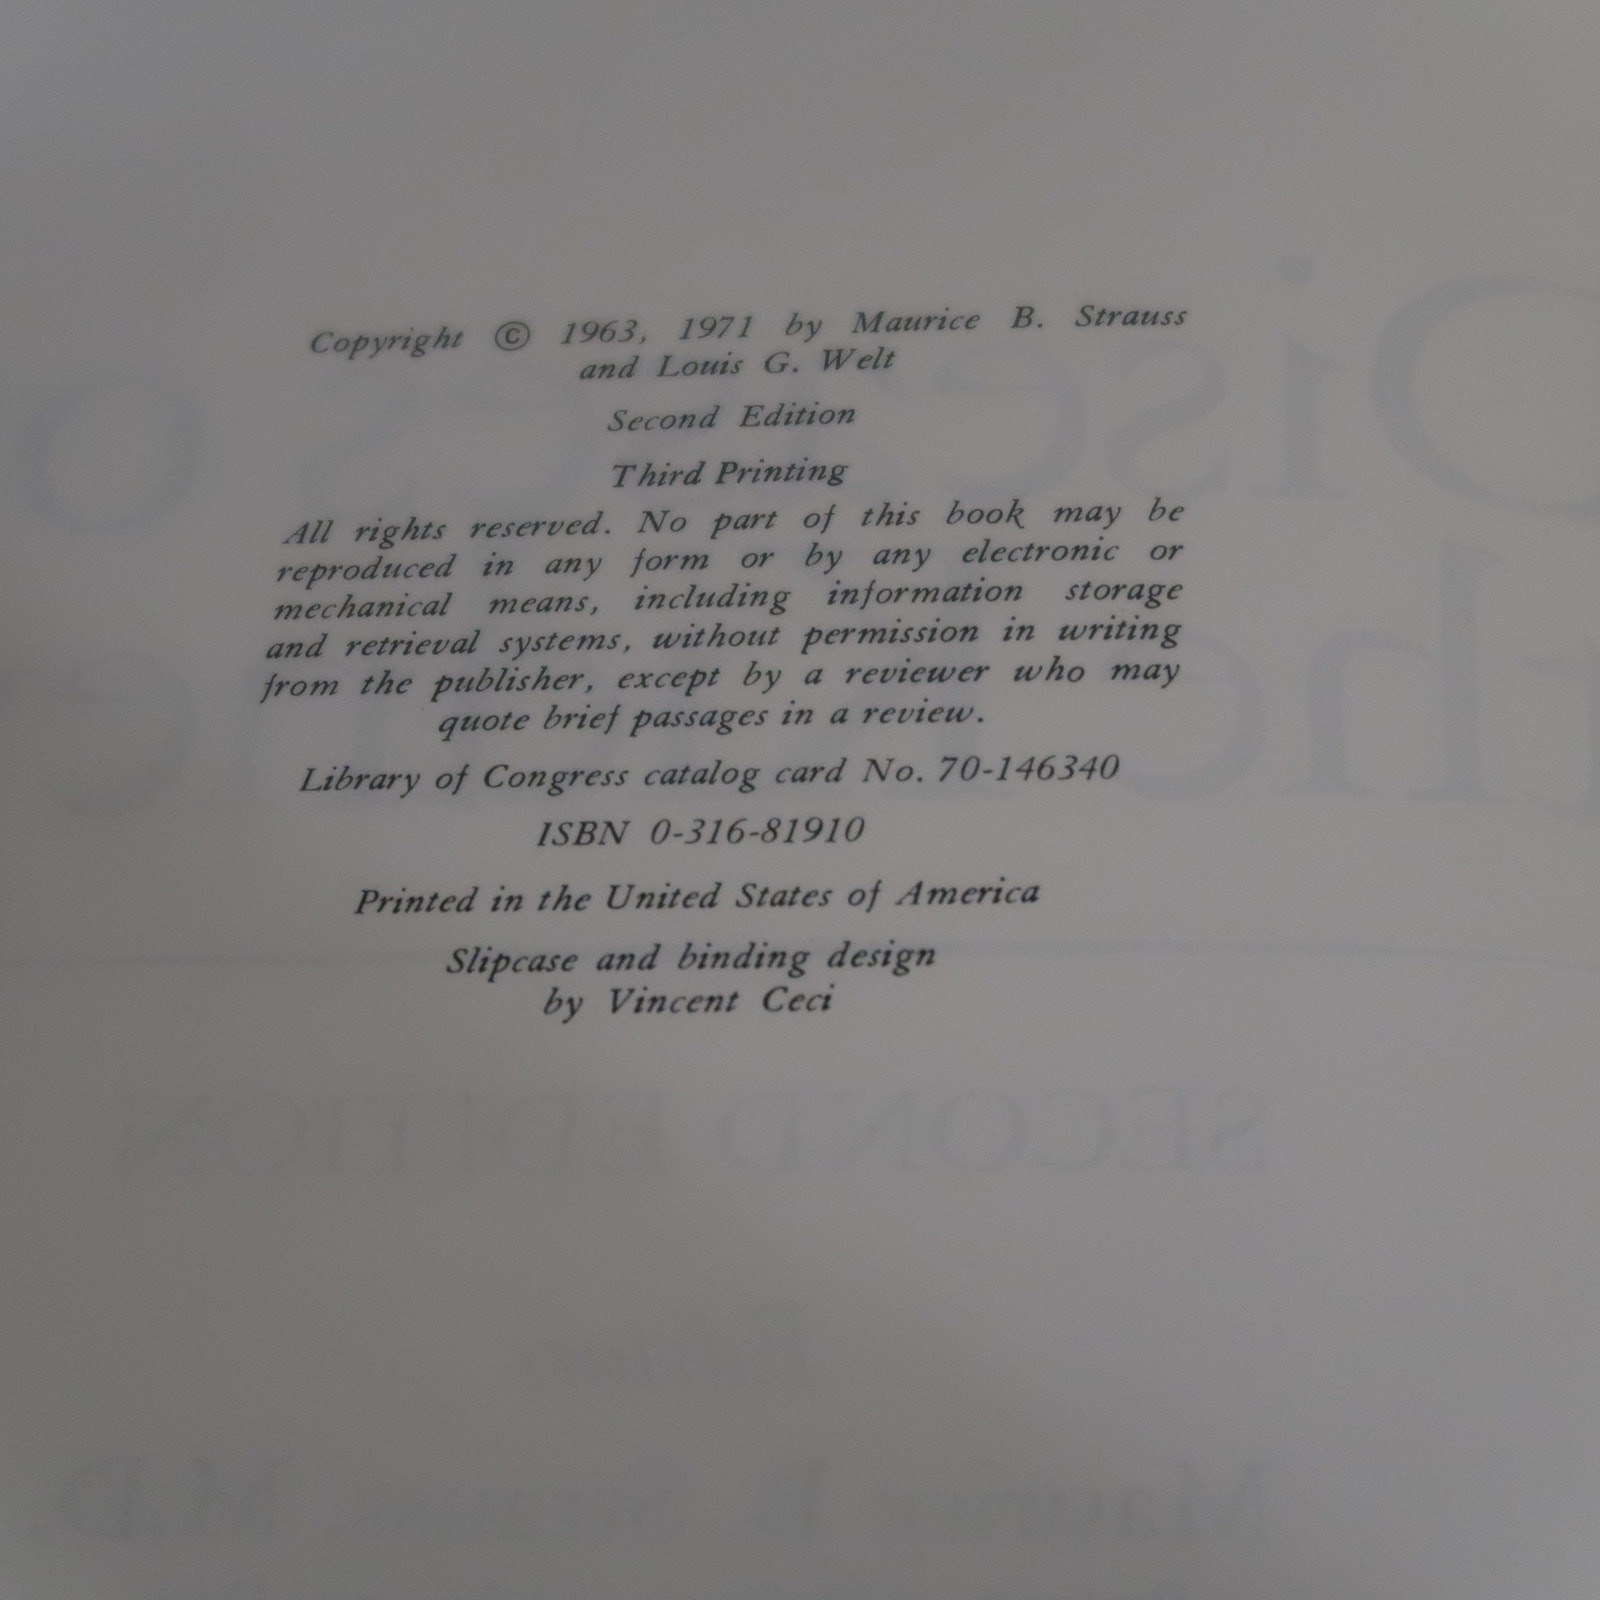 Copyright © 1963, 1971 by Maurice B. Strauss
and Louis G. Welt
Second Edition
Third Printing
All rights reserved. No part of this book may be
reproduced in any form or by any electronic or
mechanical means, including information storage
and retrieval systems, without permission in writing
from the publisher, except by a reviewer who may
quote brief passages in a review.
Library of Congress catalog card No. 70-146340
ISBN 0-316-81910
Printed in the United States of America
Slipcase and binding design
by Vincent Ceci
SECOND EDITION